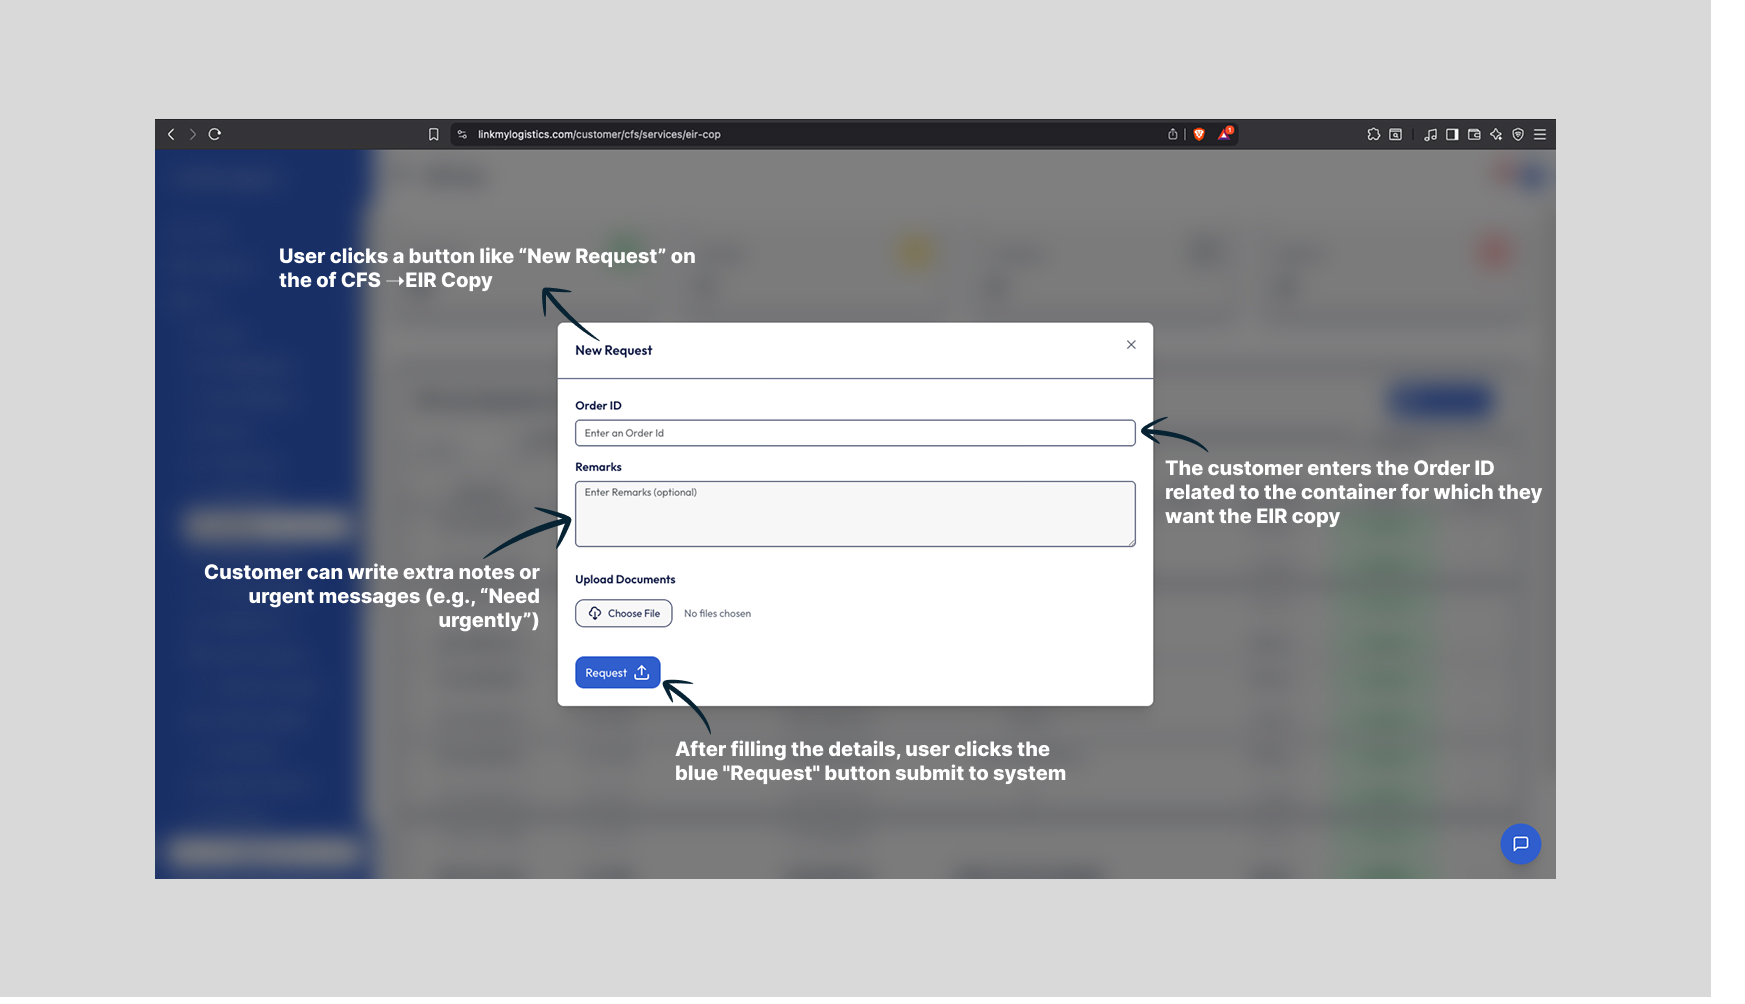 linkmylogistics.com/customer/cfs/services/eir-cop
1
User clicks a button like “New Request” on
the of CFS →EIR Copy
New Request
Order ID
Enter an Order Id
The customer enters the Order ID
related to the container for which they
want the EIR copy
Remarks
Enter Remarks (optional)
Customer can write extra notes or
urgent messages (e.g., “Need
urgently”)
Upload Documents
Choose File No files chosen
Request
After filling the details, user clicks the
blue "Request" button submit to system